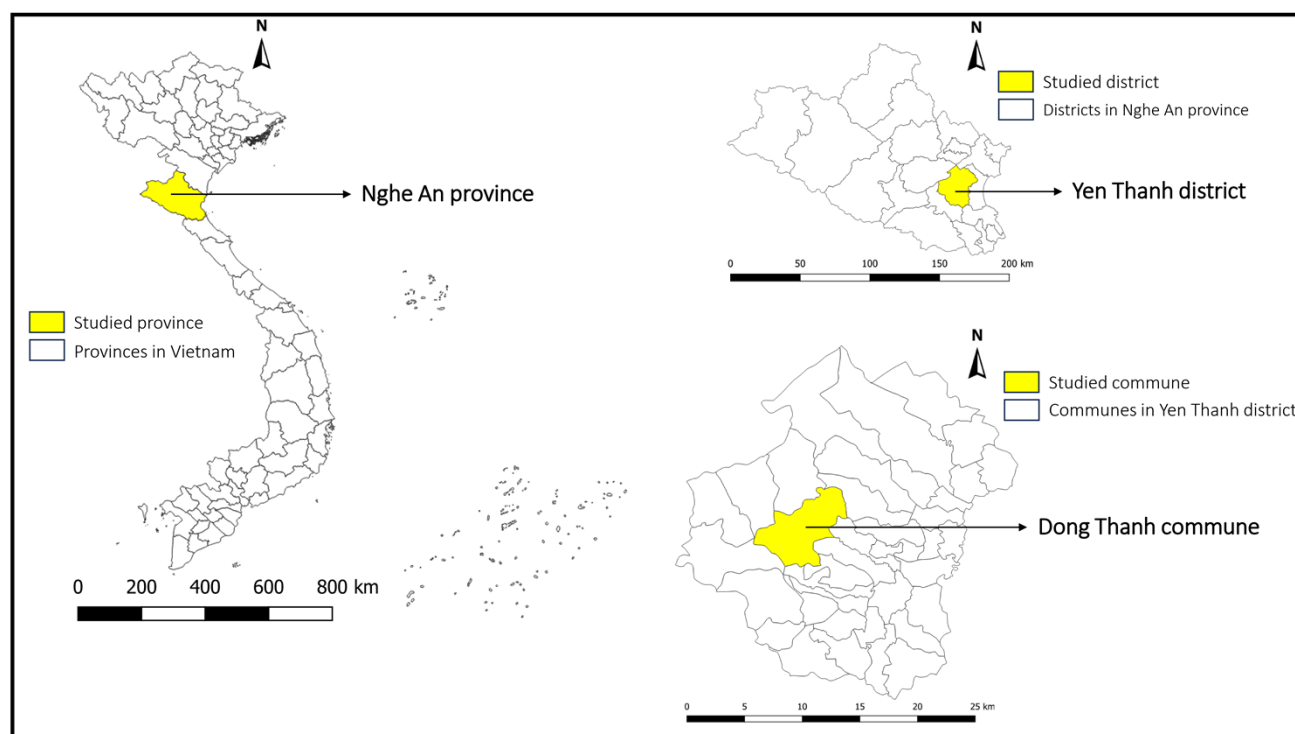 N
Nghe An province
Studied province
Provinces in Vietnam
0 200 400 600 800 km
N
Studied district
Districts in Nghe An province
Yen Thanh district
0 50 100 150 200 km
N
Studied commune
Communes in Yen Thanh district
Dong Thanh commune
0 5 10 15 20 25 km